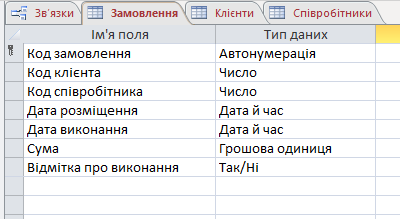 Зв'язки Замовлення Клієнти Співробітники
Ім'я поля Тип даних
Код замовлення Автонумерація
Код клієнта Число
Код співробітника Число
Дата розміщення Дата й час
Дата виконання Дата й час
Сума Грошова одиниця
Відмітка про виконання Так/Ні